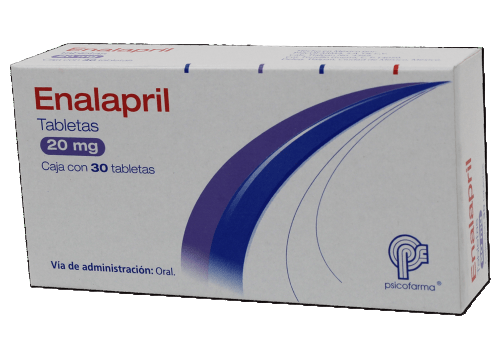 Enalapril
Tabletas
20 mg
Caja con 30 tabletas
Vía de administración: Oral.
psicofarma®